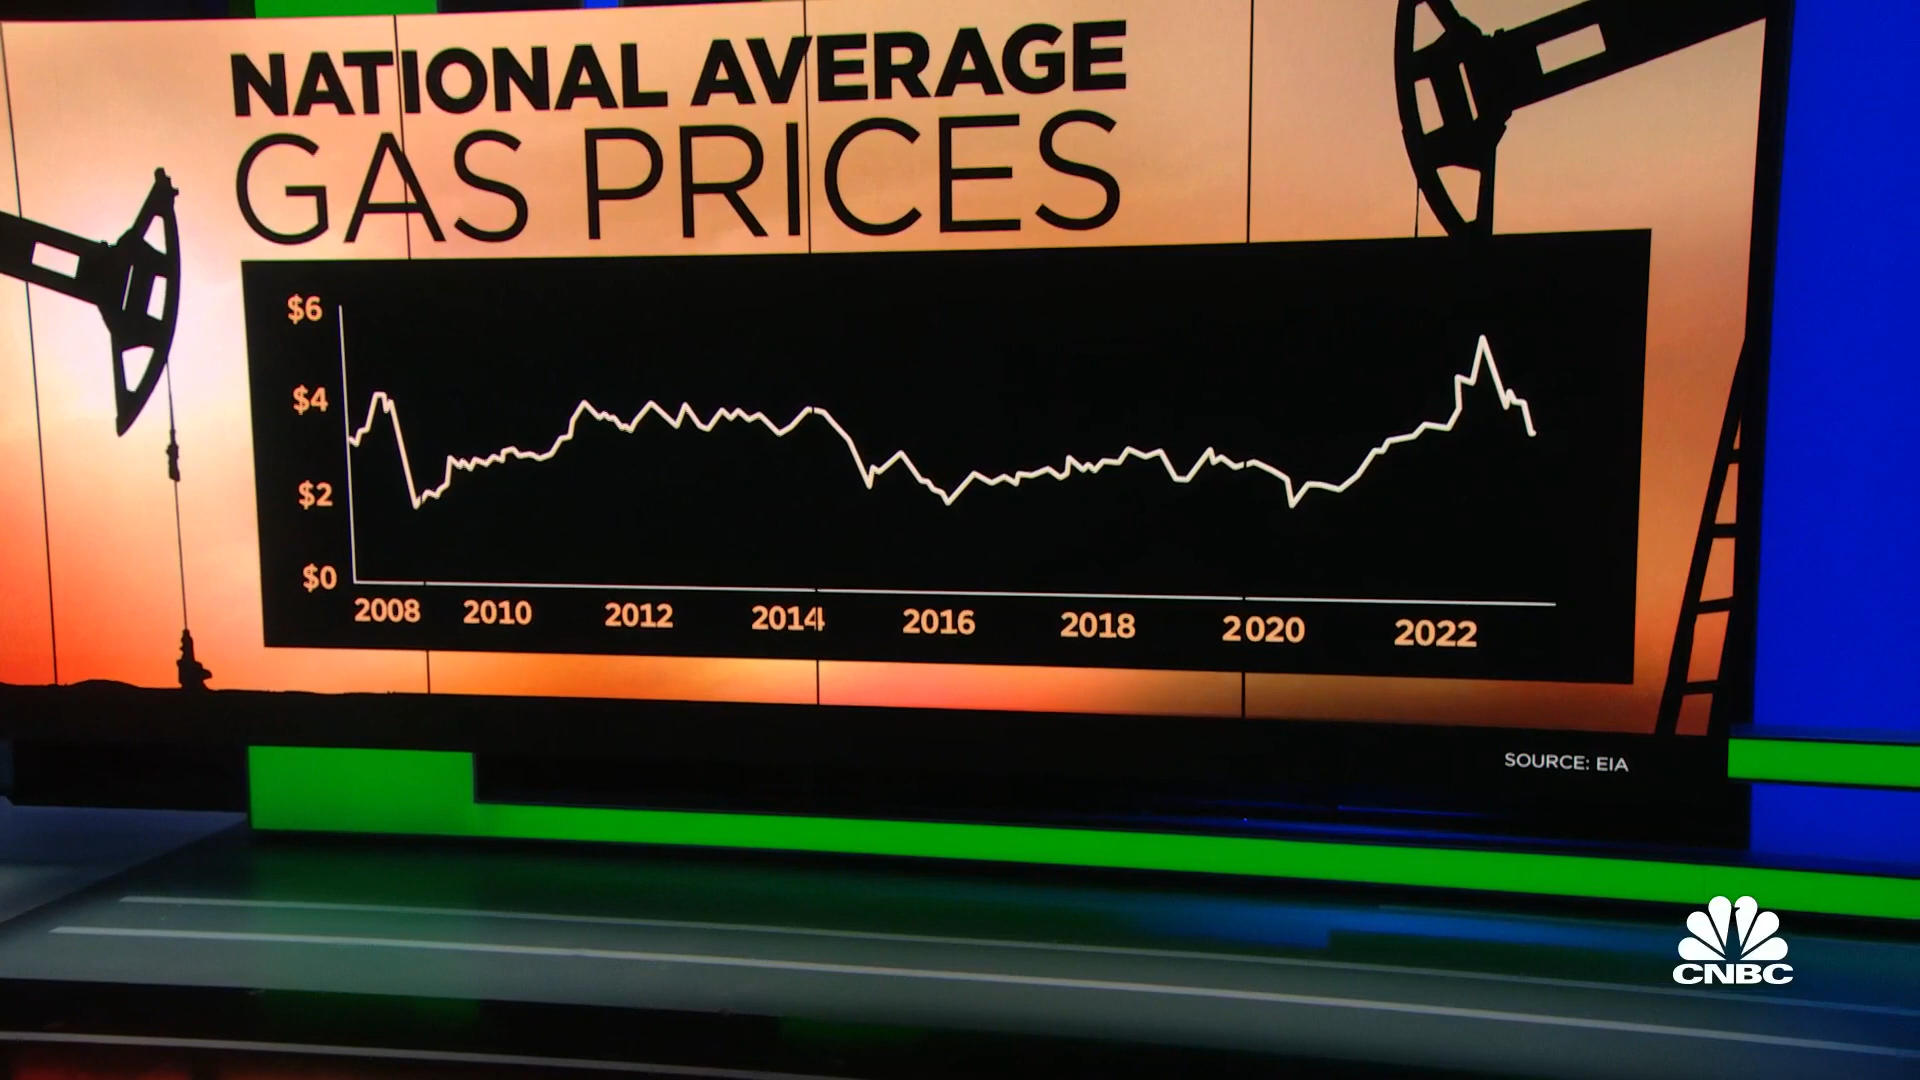 NATIONAL AVERAGE
GAS PRICES
$6
$4
$2
$0
2008 2010 2012 2014 2016 2018 2020 2022
SOURCE: EIA
CNBC